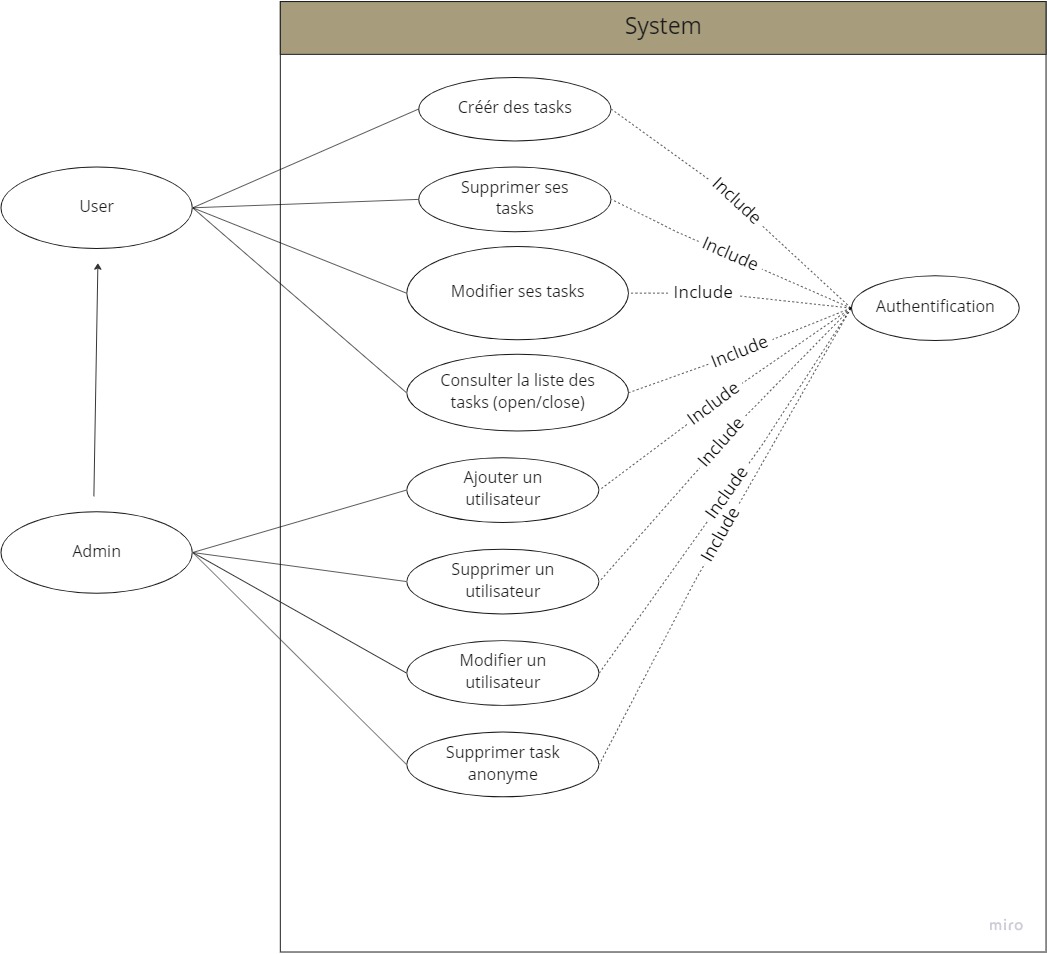 System
Créér des tasks
Supprimer ses
tasks
User
Modifier ses tasks
Consulter la liste des
tasks (open/close)
Ajouter un
utilisateur
Admin
Supprimer un
utilisateur
Modifier un
utilisateur
Supprimer task
anonyme
Include
Include
Include
Include
Include
Include
Include
Include
Authentification
miro